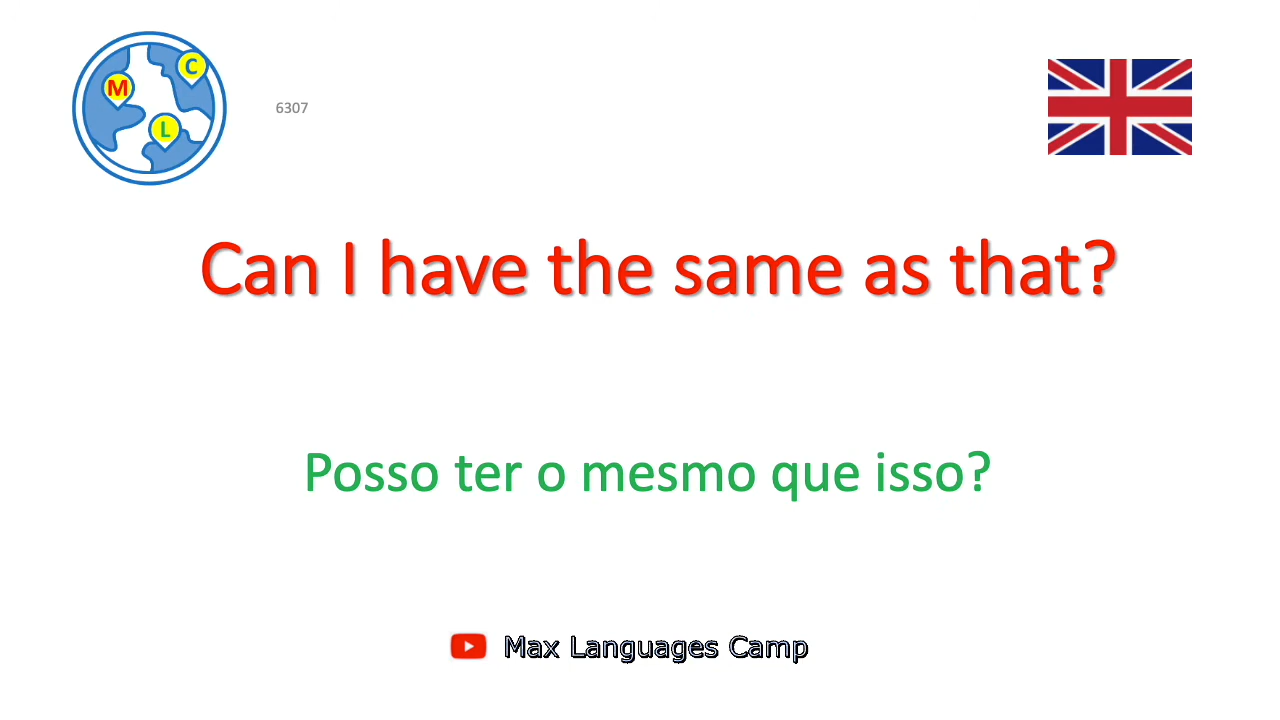 M
C
L
6307
Can I have the same as that?
Posso ter o mesmo que isso?
Max Languages Camp